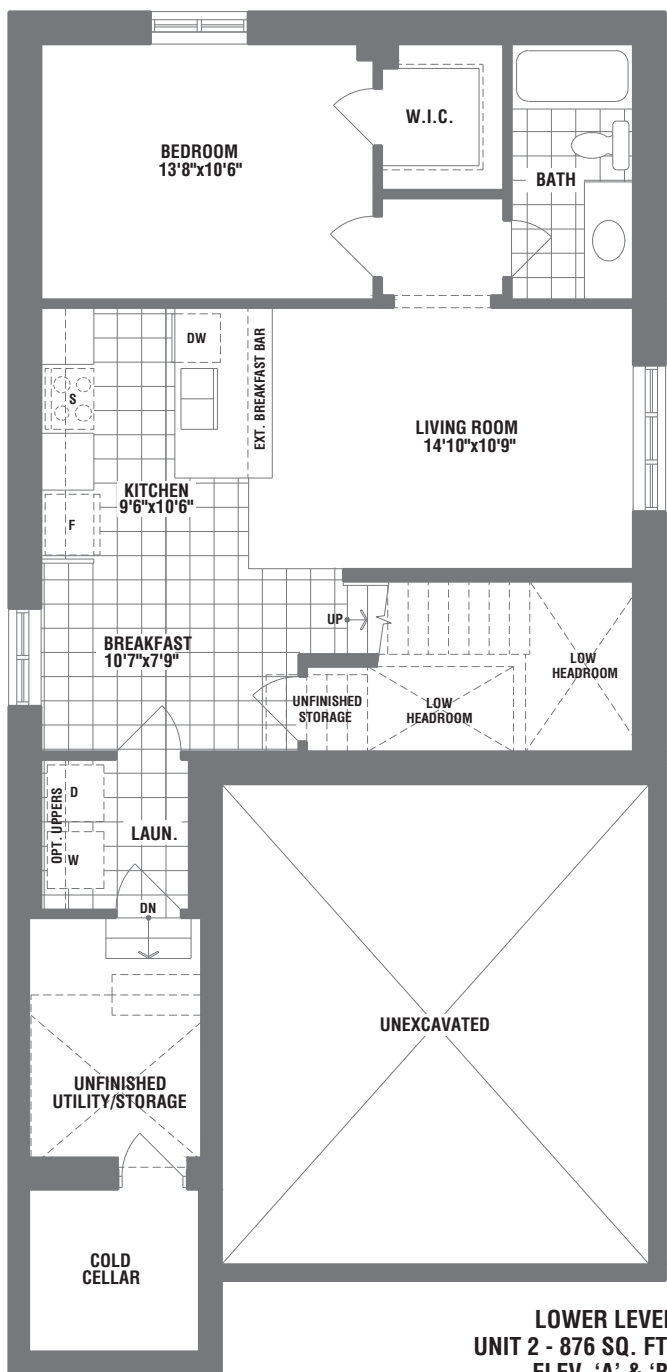 W.I.C.
BEDROOM
13'8"x10'6"
BATH
DW
EXT. BREAKFAST BAR
S
LIVING ROOM
14'10"x10'9"
KITCHEN
9'6"x10'6"
F
UP
BREAKFAST
10'7"x7'9"
LOW
HEADROOM
UNFINISHED
STORAGE
LOW
HEADROOM
OPT. UPPERS
D
W
LAUN.
DN
UNEXCAVATED
UNFINISHED
UTILITY/STORAGE
COLD
CELLAR
LOWER LEVEL
UNIT 2 - 876 SQ. FT
ELEV. ‘A’ & ‘B